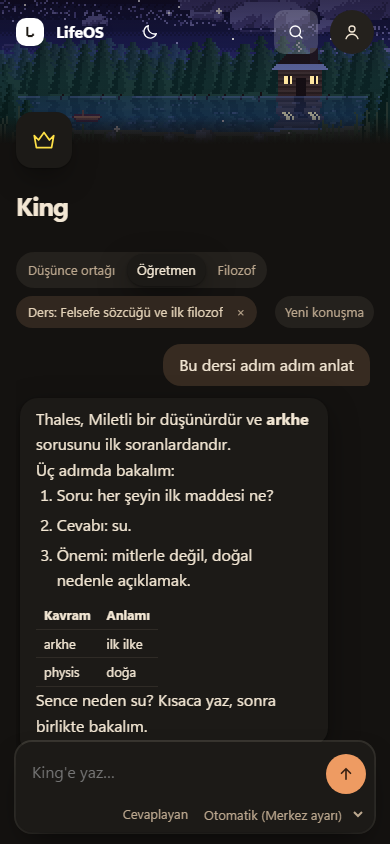 L LifeOS
King
Düşünce ortağı Öğretmen Filozof
Ders: Felsefe sözcüğü ve ilk filozof × Yeni konuşma
Bu dersi adım adım anlat
Thales, Miletli bir düşünürdür ve arkhe
sorusunu ilk soranlardandır.
Üç adımda bakalım:
1. Soru: her şeyin ilk maddesi ne?
2. Cevabı: su.
3. Önemi: mitlerle değil, doğal
nedenle açıklamak.
Kavram Anlamı
arkhe ilk ilke
physis doğa
Sence neden su? Kısaca yaz, sonra
birlikte bakalım.
King'e yaz...
Cevaplayan Otomatik (Merkez ayarı)